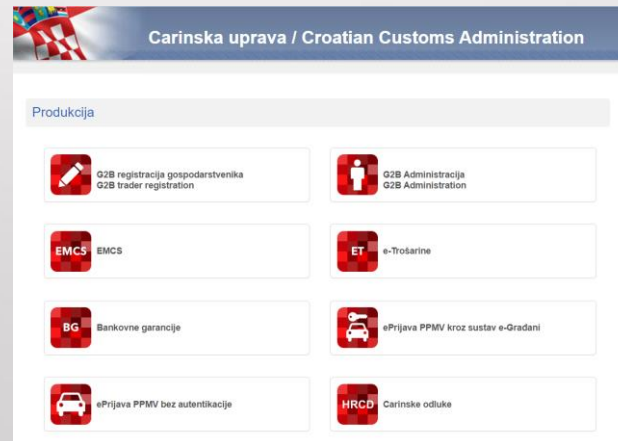 Carinska uprava / Croatian Customs Administration
Produkcija
G2B registracija gospodarstvenika
G2B trader registration
G2B Administracija
G2B Administration
EMCS EMCS
ET e-Trošarine
BG Bankovne garancije
ePrijava PPMV kroz sustav e-Građani
ePrijava PPMV bez autentikacije
HRCD Carinske odluke